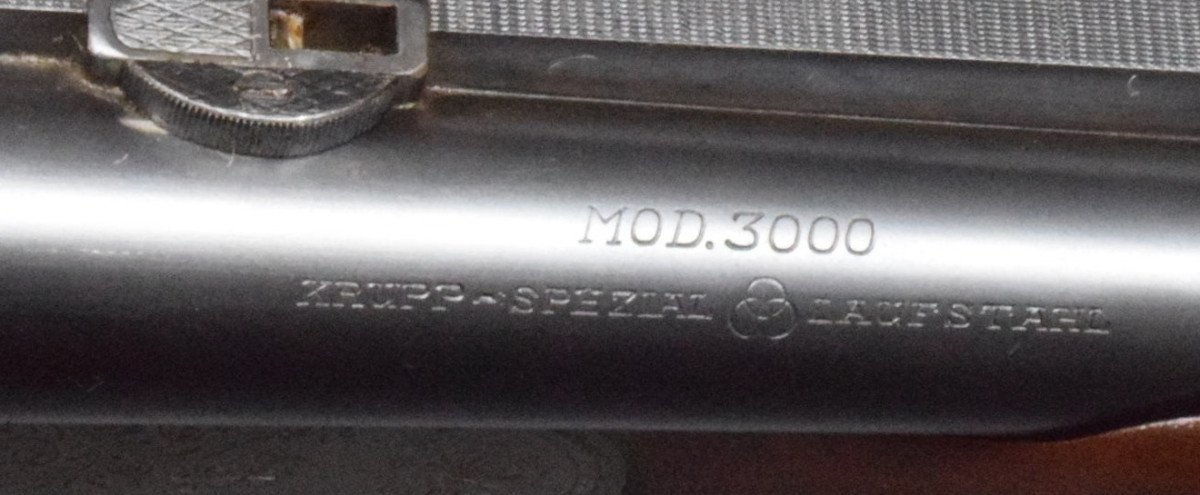 MOD.3000
KRUPP-SPEZIAL LAUFSTAHL